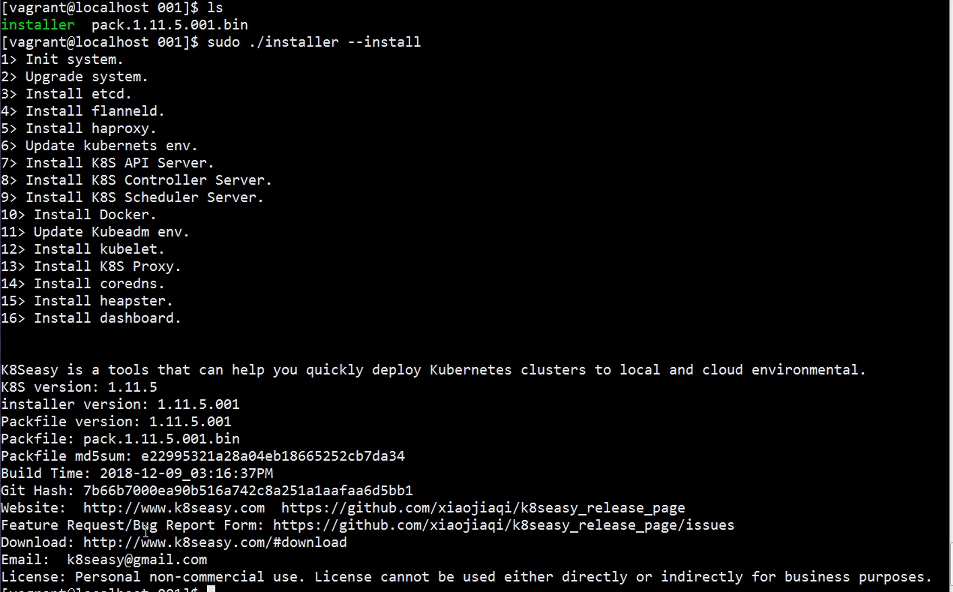 [vagrant@localhost 001]$ ls
installer  pack.1.11.5.001.bin
[vagrant@localhost 001]$ sudo ./installer --install
1> Init system.
2> Upgrade system.
3> Install etcd.
4> Install flanneld.
5> Install haproxy.
6> Update kubernets env.
7> Install K8S API Server.
8> Install K8S Controller Server.
9> Install K8S Scheduler Server.
10> Install Docker.
11> Update Kubeadm env.
12> Install kubelet.
13> Install K8S Proxy.
14> Install coredns.
15> Install heapster.
16> Install dashboard.
K8Seasy is a tools that can help you quickly deploy Kubernetes clusters to local and cloud environmental.
K8S version: 1.11.5
installer version: 1.11.5.001
Packfile version: 1.11.5.001
Packfile: pack.1.11.5.001.bin
Packfile md5sum: e22995321a28a04eb18665252cb7da34
Build Time: 2018-12-09_03:16:37PM
Git Hash: 7b66b7000ea90b516a742c8a251a1aafaa6d5bb1
Website:  http://www.k8seasy.com  https://github.com/xiaojiaqi/k8seasy_release_page
Feature Request/Bug Report Form: https://github.com/xiaojiaqi/k8seasy_release_page/issues
Download: http://www.k8seasy.com/#download
Email:  k8seasy@gmail.com
License: Personal non-commercial use. License cannot be used either directly or indirectly for business purposes.
[vagrant@localhost 001]$